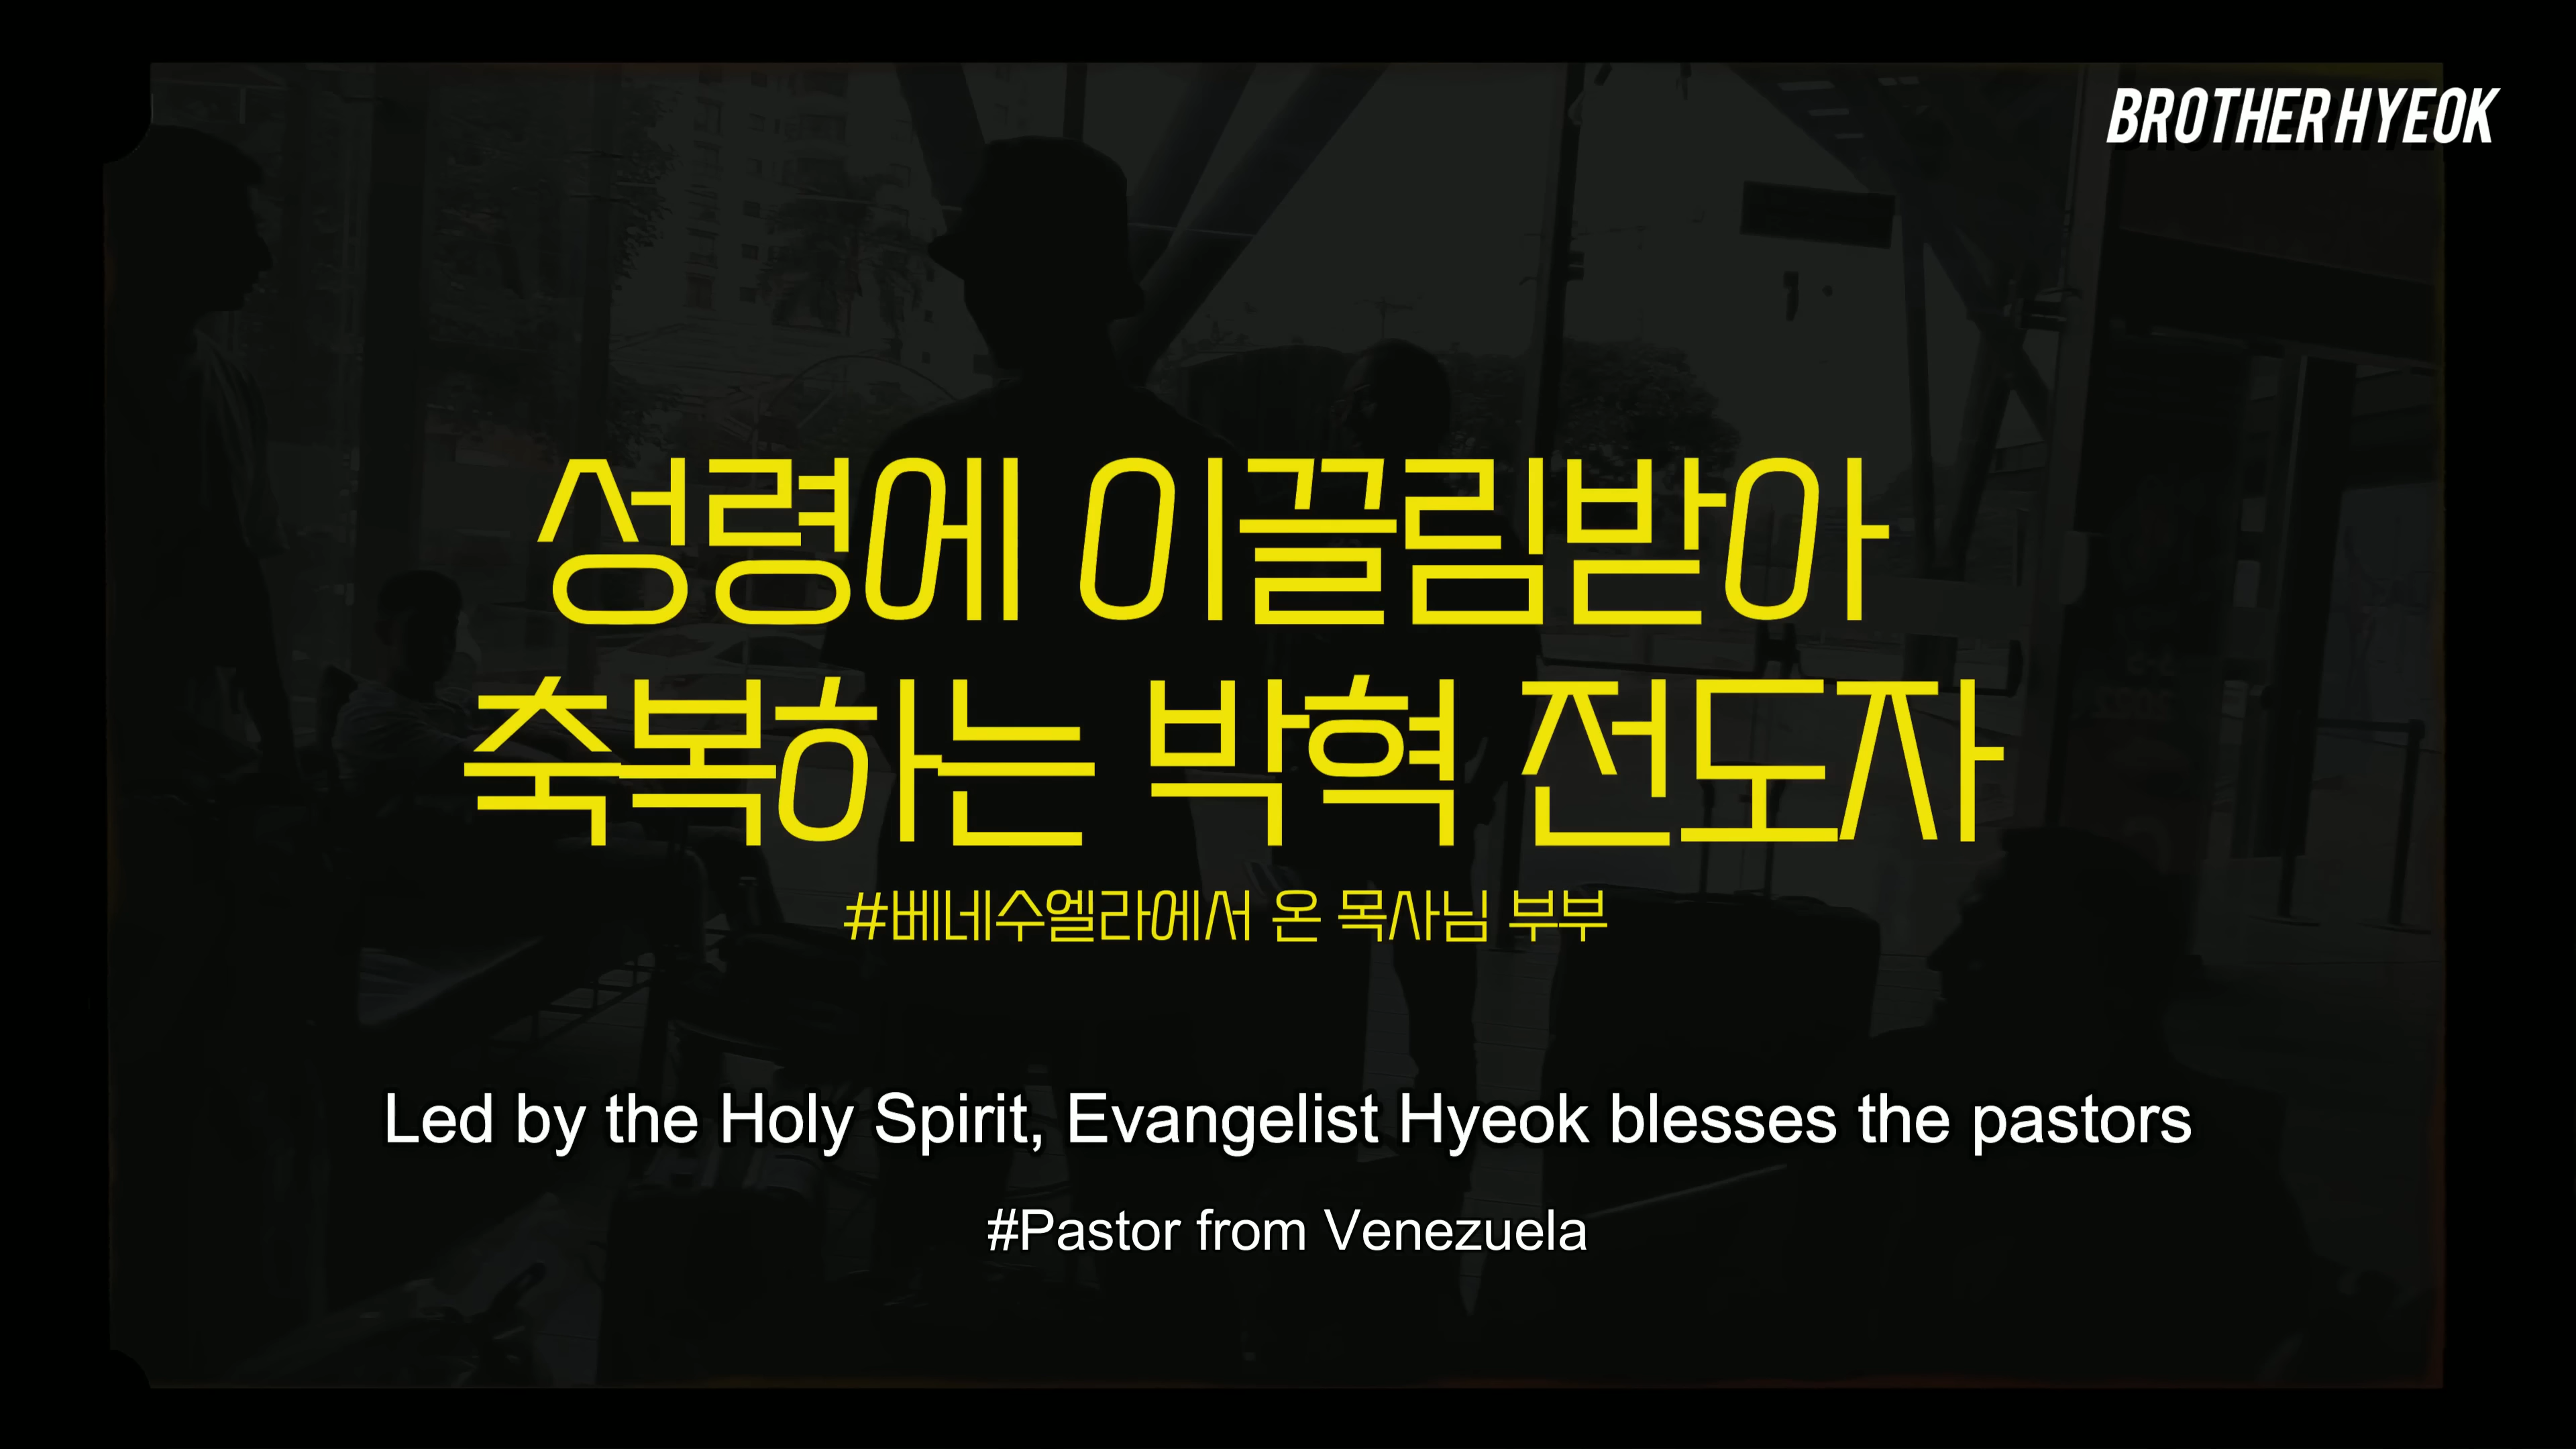 BROTHER HYEOK
성령에 이끌림받아
축복하는 박혁 전도자
#베네수엘라에서 온 목사님 부부
Led by the Holy Spirit, Evangelist Hyeok blesses the pastors
#Pastor from Venezuela